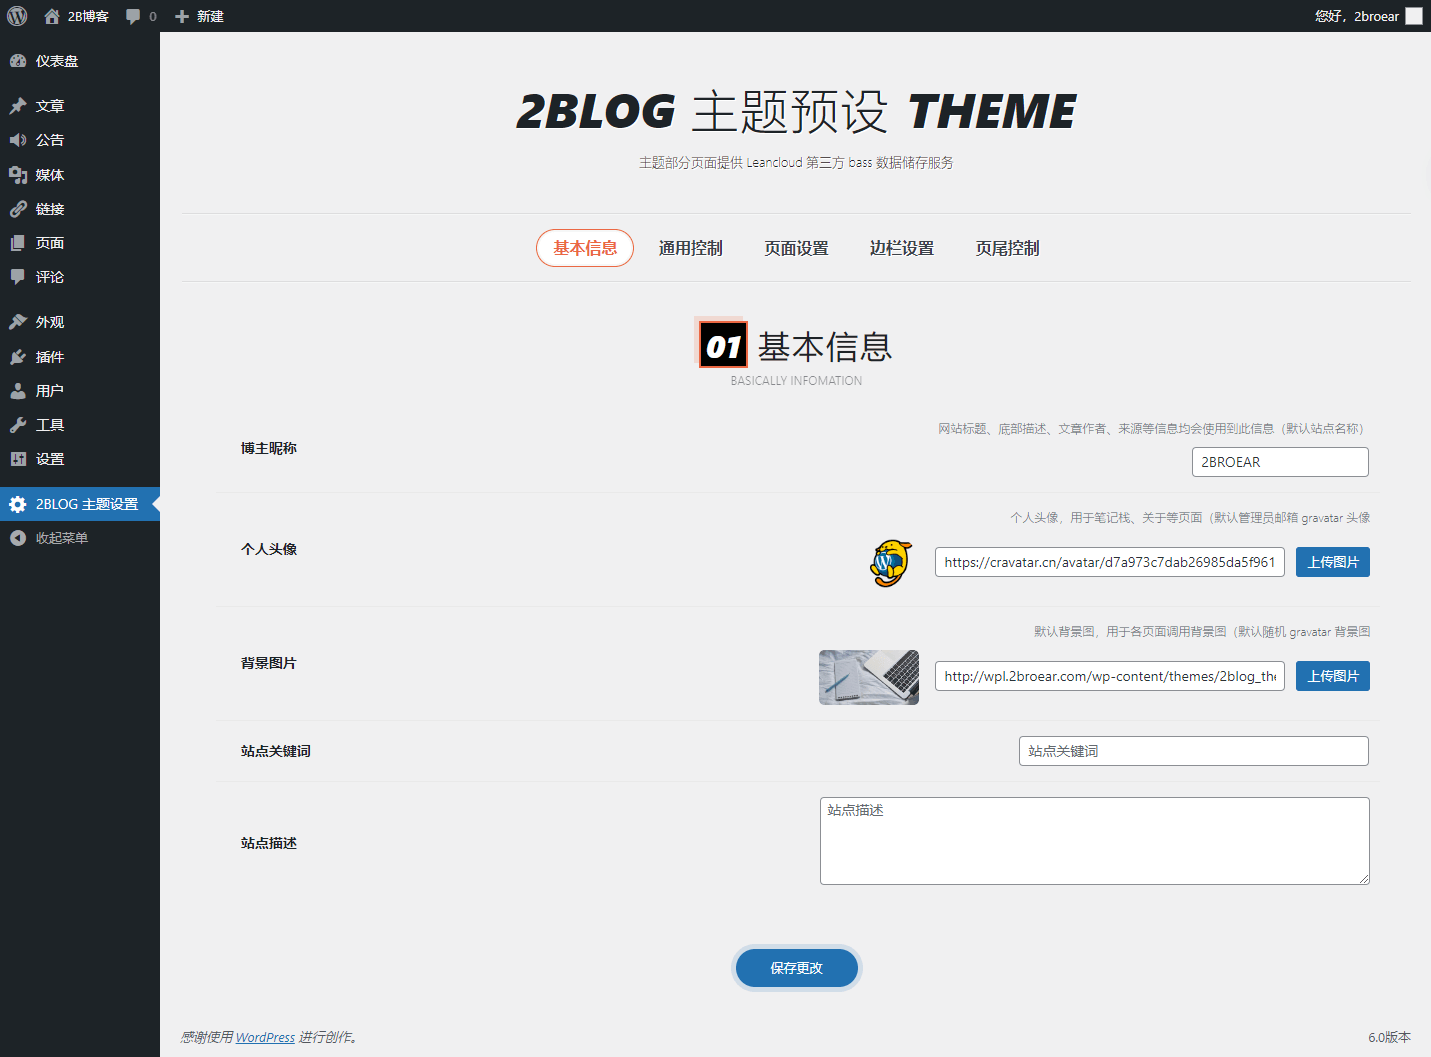 2B博客 0 新建 您好，2broear
仪表盘
文章
公告
媒体
链接
页面
评论
外观
插件
用户
工具
设置
2BLOG 主题设置
收起菜单
2BLOG 主题预设 THEME
主题部分页面提供 Leancloud 第三方 bass 数据储存服务
基本信息 通用控制 页面设置 边栏设置 页尾控制
01 基本信息
BASICALLY INFOMATION
网站标题、底部描述、文章作者、来源等信息均会使用到此信息（默认站点名称）
博主昵称
2BROEAR
个人头像，用于笔记栈、关于等页面（默认管理员邮箱 gravatar 头像
个人头像
https://cravatar.cn/avatar/d7a973c7dab26985da5f961 上传图片
默认背景图，用于各页面调用背景图（默认随机 gravatar 背景图
背景图片
http://wpl.2broear.com/wp-content/themes/2blog_the 上传图片
站点关键词 站点关键词
站点描述
站点描述
保存更改
感谢使用 WordPress 进行创作。 6.0版本